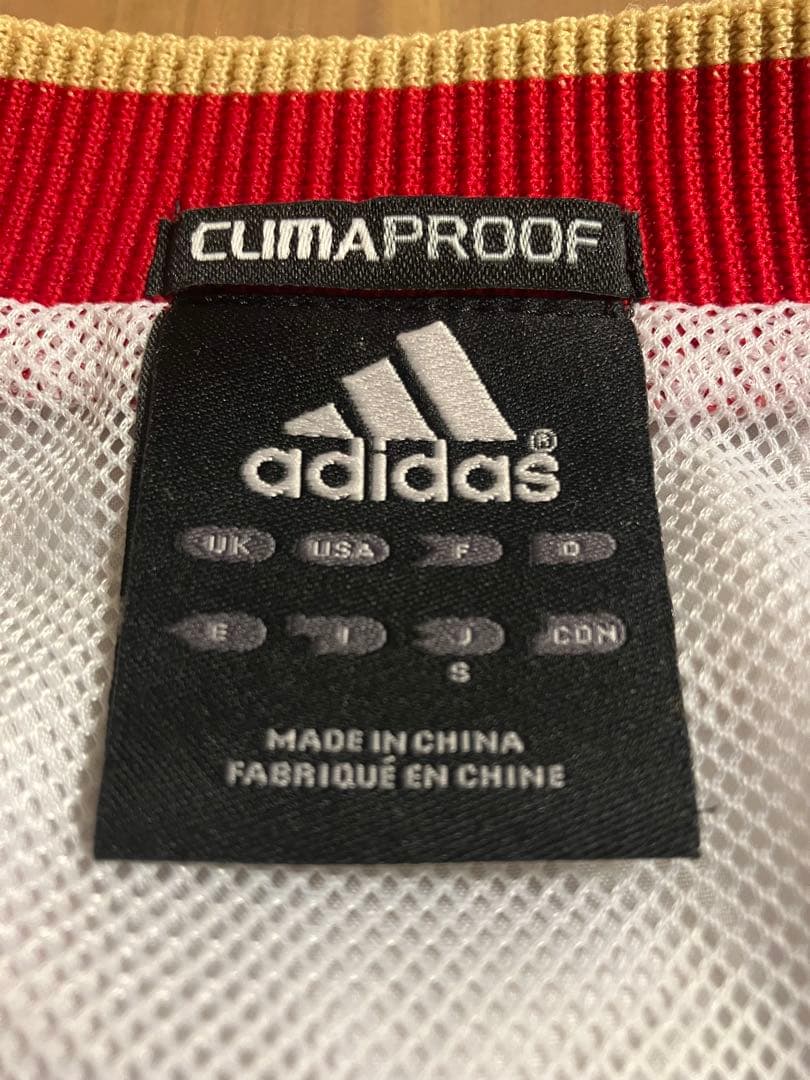 CLIMAPROOF
adidas®
UK USA F D
E I J CDN
S
MADE IN CHINA
FABRIQUÉ EN CHINE